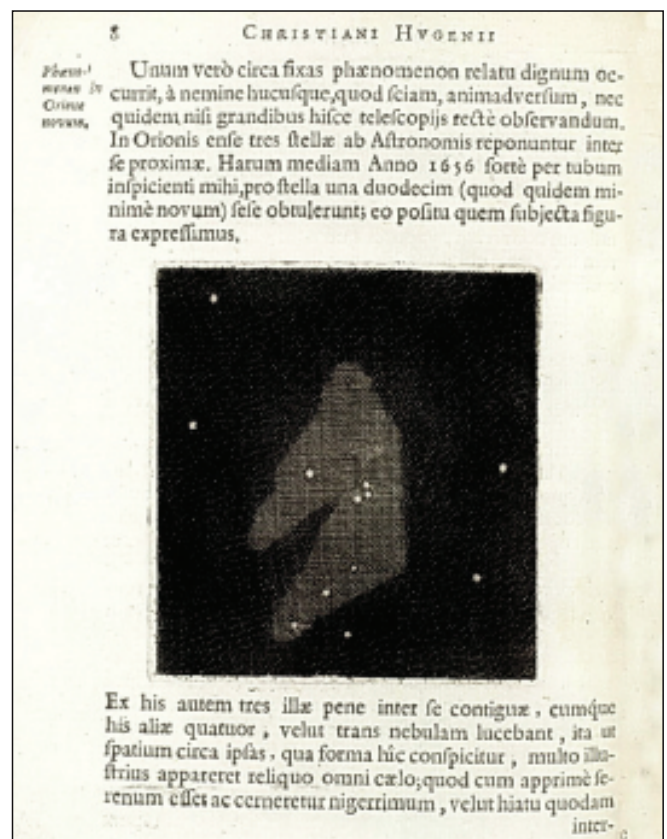 8
CHRISTIANI HVGENII
Phæno-
menon in
Orione
novum.
Unum verò circa fixas phænomenon relatu dignum oc-
currit, à nemine hucuſque,quod ſciam, animadverſum, nec
quidem niſi grandibus hiſce teleſcopijs rectè obſervandum.
In Orionis enſe tres ſtellæ ab Aſtronomis reponuntur inter
ſe proximæ. Harum mediam Anno 1656 fortè per tubum
inſpicienti mihi,pro ſtella una duodecim (quod quidem mi-
nimè novum) ſeſe obtulerunt; eo poſitu quem ſubjecta figu-
ra expreſſimus.
Ex his autem tres illæ pene inter ſe contiguæ, cumq́ue
his aliæ quatuor, velut trans nebulam lucebant, ita ut
ſpatium circa ipſas, qua forma hîc conſpicitur, multo illu-
ſtrius appareret reliquo omni cælo;quod cum apprimè ſe-
renum eſſet ac cerneretur nigerrimum, velut hiatu quodam
inter-